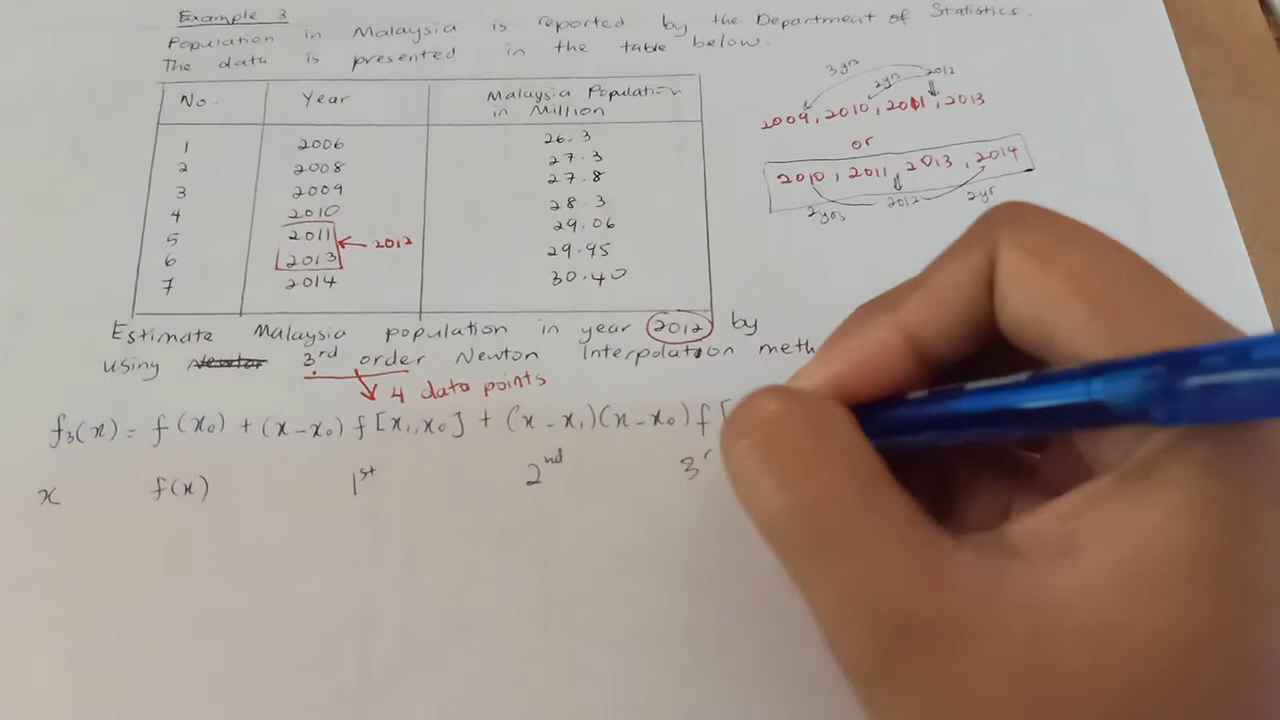 Example 3
Population in Malaysia is reported by the Department of Statistics.
The data is presented in the table below.
No. Year Malaysia Population in Million
1 2006 26.3
2 2008 27.3
3 2009 27.8
4 2010 28.3
5 2011 29.06
6 2013 29.95
7 2014 30.40
← 2012
3yrs 2yrs 2012
2009, 2010, 2011, 2013
or
2010, 2011, 2013, 2014
2yrs 2012 2yr
Estimate Malaysia population in year 2012 by
using 3rd order Newton Interpolation meth
4 data points
f₃(x) = f(x₀) + (x-x₀) f[x₁,x₀] + (x-x₁)(x-x₀) f[
x f(x) 1st 2nd 3r